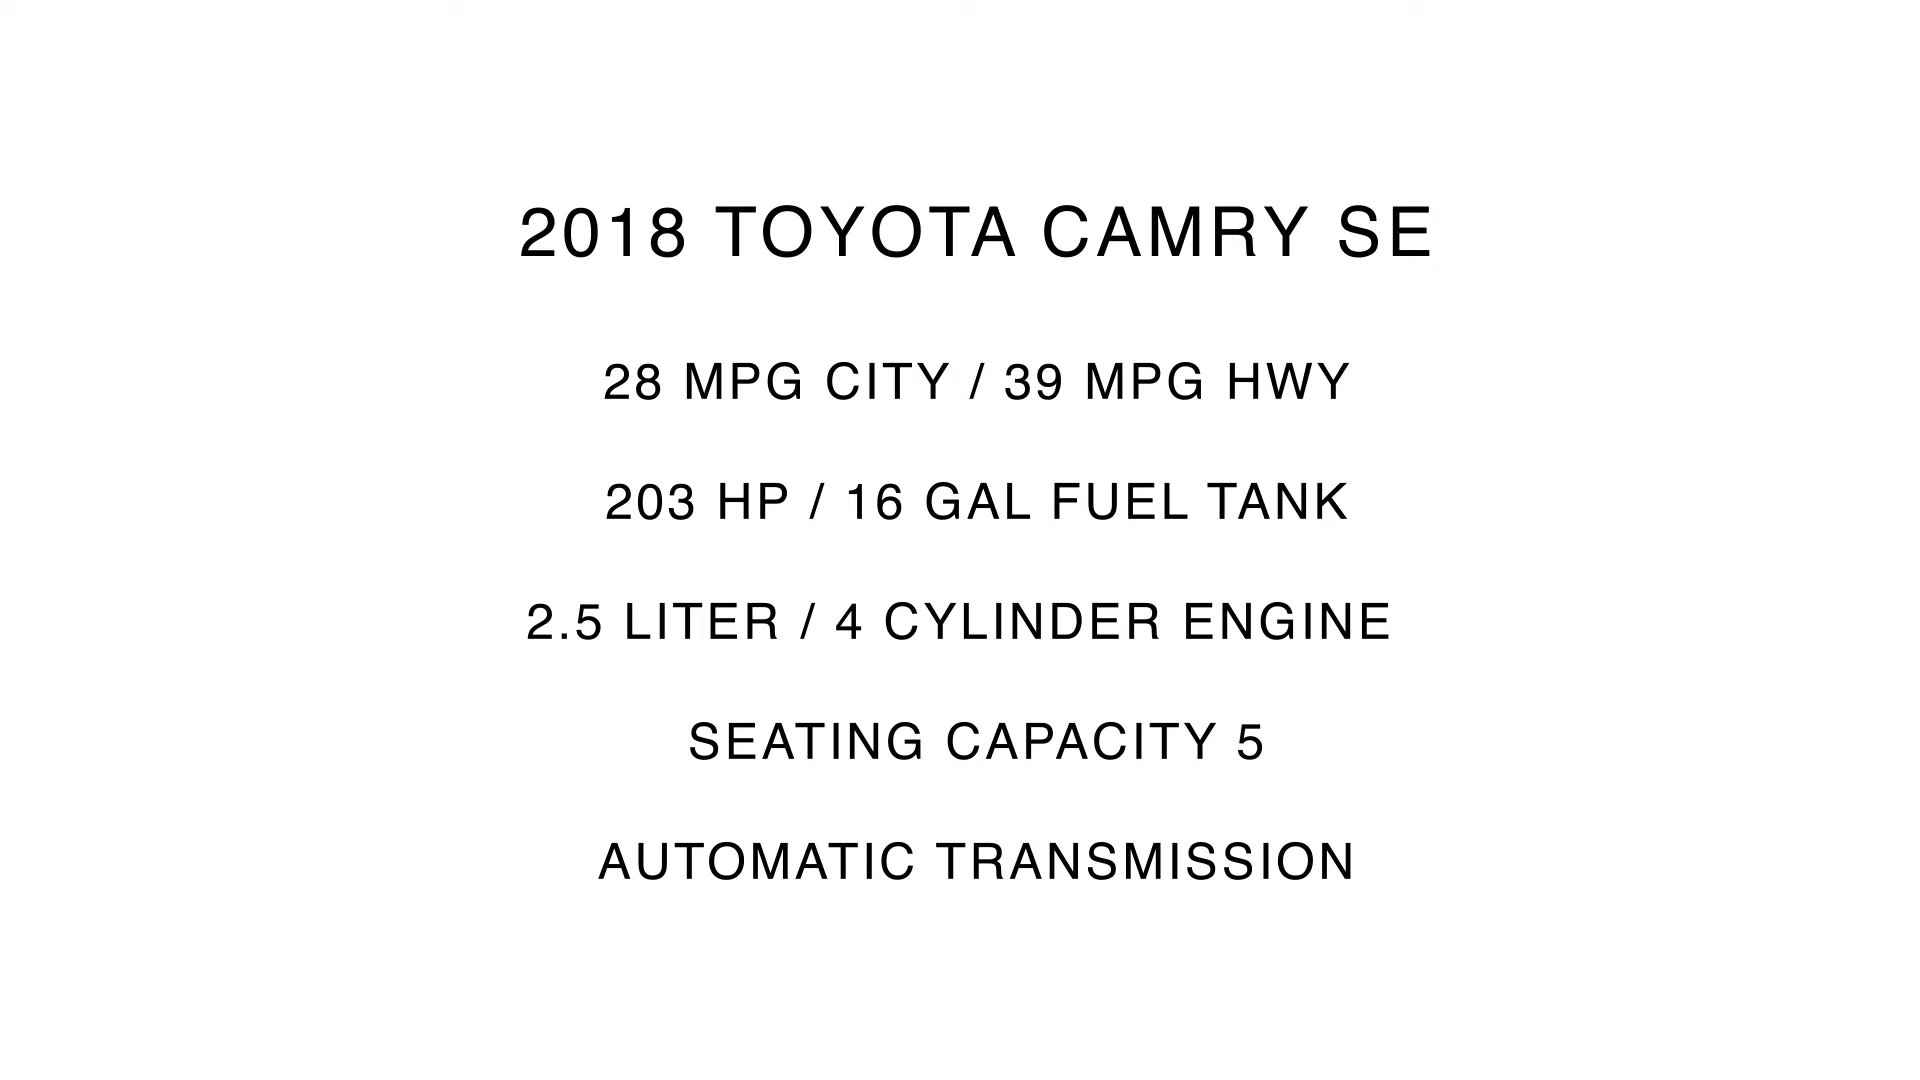 2018 TOYOTA CAMRY SE
28 MPG CITY / 39 MPG HWY
203 HP / 16 GAL FUEL TANK
2.5 LITER / 4 CYLINDER ENGINE
SEATING CAPACITY 5
AUTOMATIC TRANSMISSION